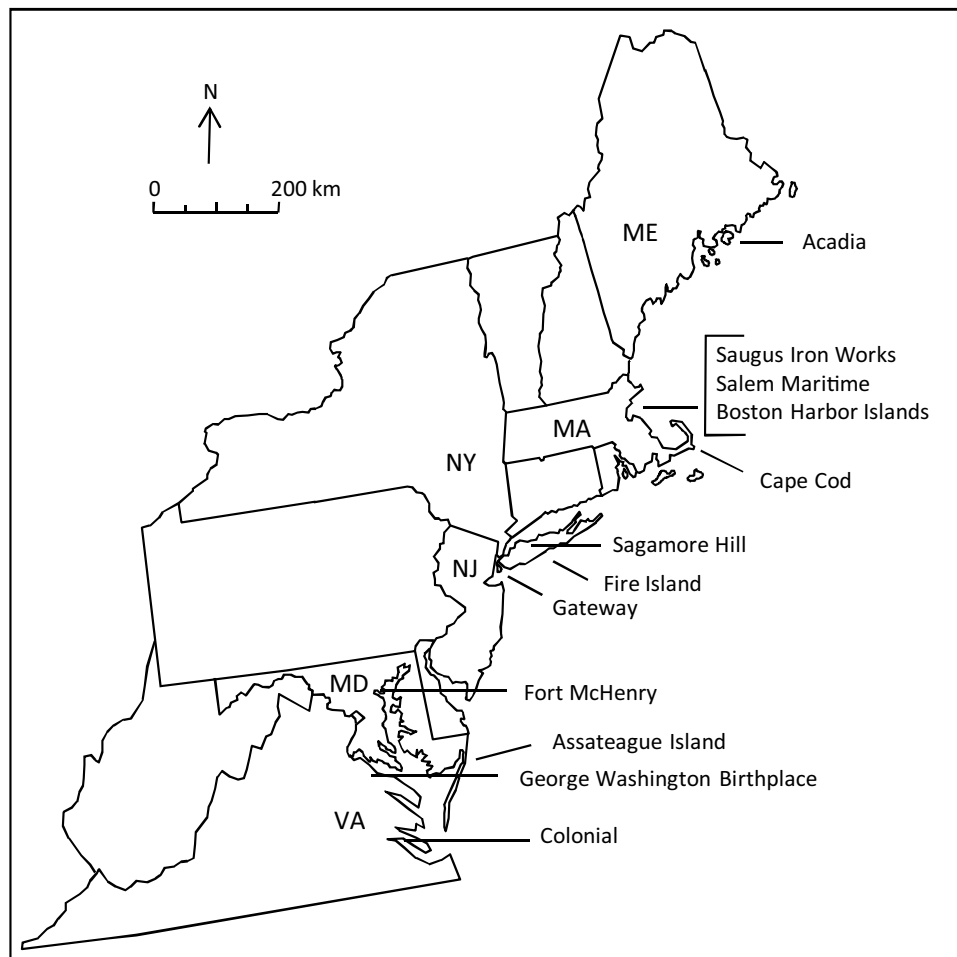 N
0 200 km
ME
Acadia
Saugus Iron Works
Salem Maritime
Boston Harbor Islands
MA
NY
Cape Cod
Sagamore Hill
NJ
Fire Island
Gateway
MD
Fort McHenry
Assateague Island
George Washington Birthplace
VA
Colonial